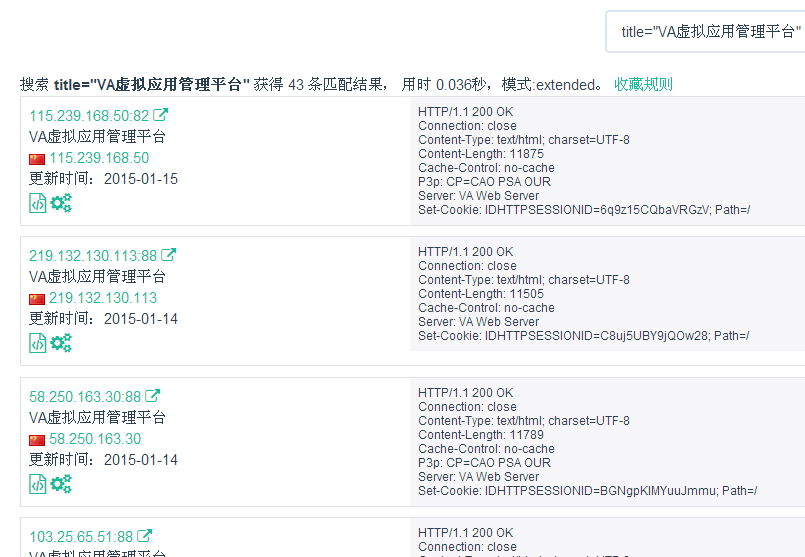 title="VA虚拟应用管理平台"
搜索 title="VA虚拟应用管理平台" 获得 43 条匹配结果， 用时 0.036秒，模式:extended。 收藏规则
115.239.168.50:82
VA虚拟应用管理平台
115.239.168.50
更新时间：2015-01-15
HTTP/1.1 200 OK
Connection: close
Content-Type: text/html; charset=UTF-8
Content-Length: 11875
Cache-Control: no-cache
P3p: CP=CAO PSA OUR
Server: VA Web Server
Set-Cookie: IDHTTPSESSIONID=6q9z15CQbaVRGzV; Path=/
219.132.130.113:88
VA虚拟应用管理平台
219.132.130.113
更新时间：2015-01-14
HTTP/1.1 200 OK
Connection: close
Content-Type: text/html; charset=UTF-8
Content-Length: 11505
Cache-Control: no-cache
Server: VA Web Server
Set-Cookie: IDHTTPSESSIONID=C8uj5UBY9jQOw28; Path=/
58.250.163.30:88
VA虚拟应用管理平台
58.250.163.30
更新时间：2015-01-14
HTTP/1.1 200 OK
Connection: close
Content-Type: text/html; charset=UTF-8
Content-Length: 11789
Cache-Control: no-cache
P3p: CP=CAO PSA OUR
Server: VA Web Server
Set-Cookie: IDHTTPSESSIONID=BGNgpKlMYuuJmmu; Path=/
103.25.65.51:88
VA虚拟应用管理平台
HTTP/1.1 200 OK
Connection: close